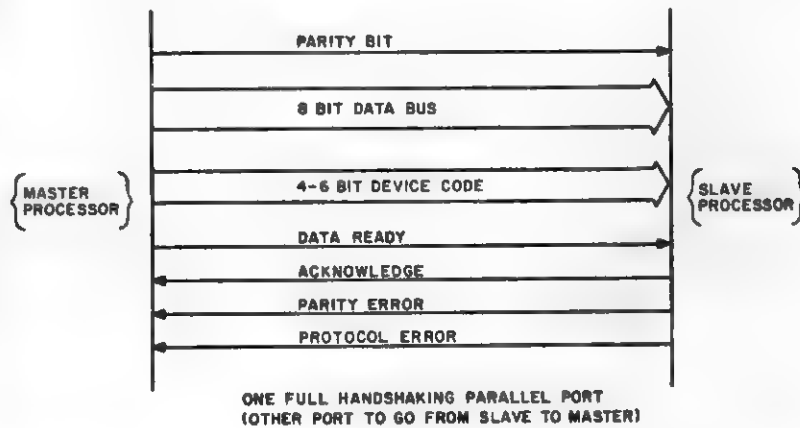 PARITY BIT
8 BIT DATA BUS
4-6 BIT DEVICE CODE
MASTER
PROCESSOR
SLAVE
PROCESSOR
DATA READY
ACKNOWLEDGE
PARITY ERROR
PROTOCOL ERROR
ONE FULL HANDSHAKING PARALLEL PORT
(OTHER PORT TO GO FROM SLAVE TO MASTER)